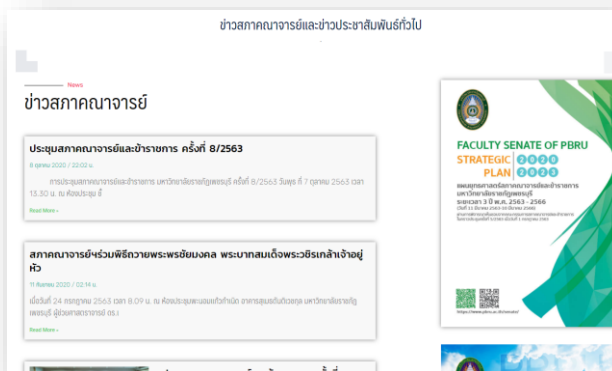 ข่าวสภาคณาจารย์และข่าวประชาสัมพันธ์ทั่วไป
News
ข่าวสภาคณาจารย์
ประชุมสภาคณาจารย์และข้าราชการ ครั้งที่ 8/2563
8 ตุลาคม 2020 / 22:02 น.
การประชุมสภาคณาจารย์และข้าราชการ มหาวิทยาลัยราชภัฏเพชรบุรี ครั้งที่ 8/2563 วันพุธ ที่ 7 ตุลาคม 2563 เวลา
13.30 น. ณ ห้องประชุม ชั้
Read More »
สภาคณาจารย์ฯร่วมพิธีถวายพระพรชัยมงคล พระบาทสมเด็จพระวชิรเกล้าเจ้าอยู่
หัว
11 กันยายน 2020 / 02:14 น.
เมื่อวันที่ 24 กรกฎาคม 2563 เวลา 8.09 น. ณ ห้องประชุมพะนอมแก้วกำเนิด อาคารสุเมธตันติเวชกุล มหาวิทยาลัยราชภัฏ
เพชรบุรี ผู้ช่วยศาสตราจารย์ ดร.เ
Read More »
FACULTY SENATE OF PBRU
STRATEGIC 2020
PLAN 2023
แผนยุทธศาสตร์สภาคณาจารย์และข้าราชการ
มหาวิทยาลัยราชภัฏเพชรบุรี
ระยะเวลา 3 ปี พ.ศ. 2563 - 2566
https://www.pbru.ac.th/senate/